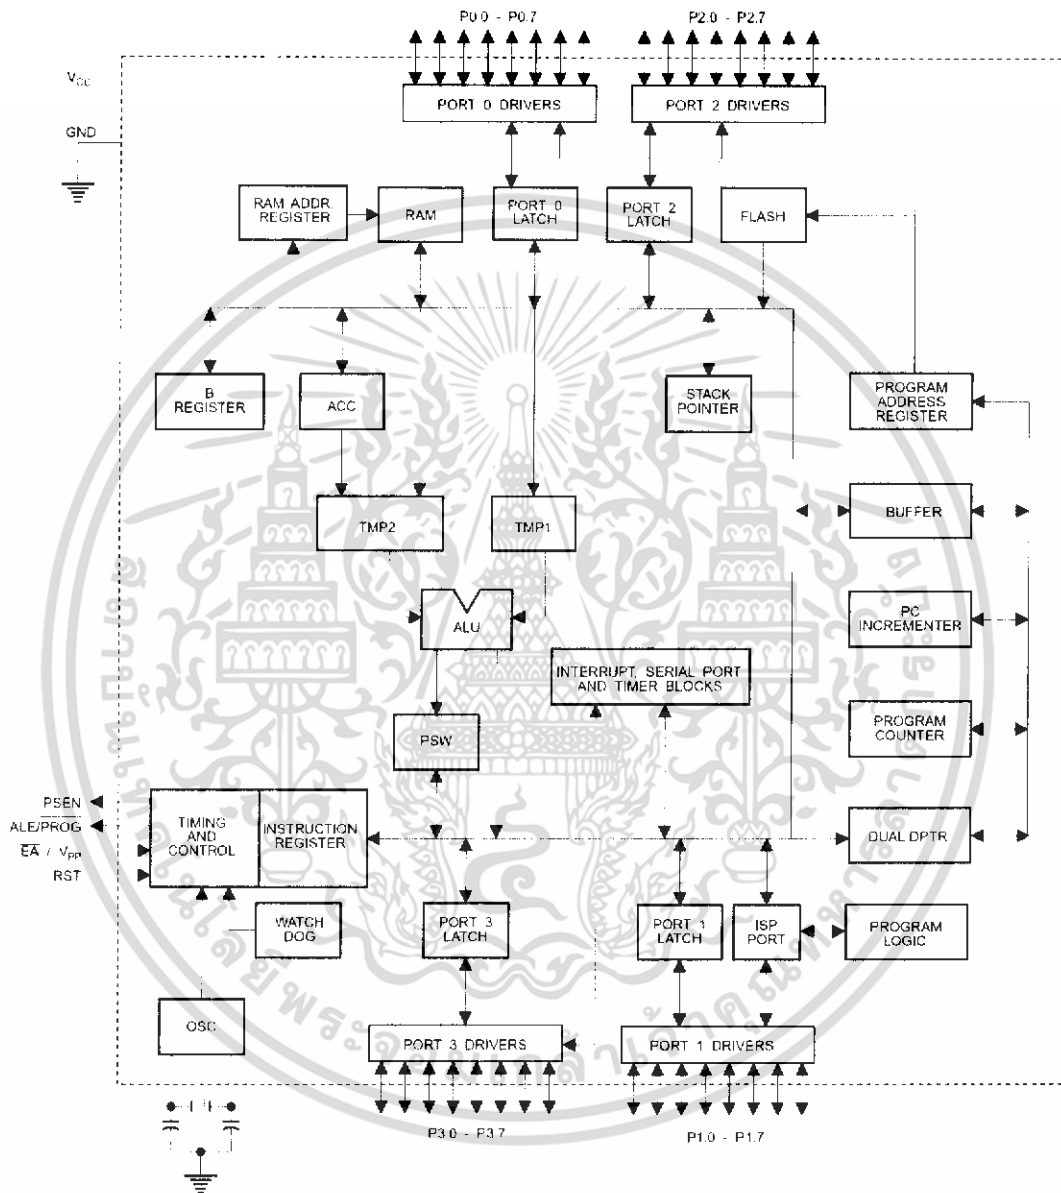 P0.0 - P0.7
P2.0 - P2.7
VCC
PORT 0 DRIVERS
PORT 2 DRIVERS
GND
RAM ADDR.
REGISTER
RAM
PORT 0
LATCH
PORT 2
LATCH
FLASH
B
REGISTER
ACC
STACK
POINTER
PROGRAM
ADDRESS
REGISTER
TMP2
TMP1
BUFFER
ALU
PC
INCREMENTER
INTERRUPT, SERIAL PORT
AND TIMER BLOCKS
PSW
PROGRAM
COUNTER
PSEN
ALE/PROG
EA / VPP
RST
TIMING
AND
CONTROL
INSTRUCTION
REGISTER
DUAL DPTR
WATCH
DOG
PORT 3
LATCH
PORT 1
LATCH
ISP
PORT
PROGRAM
LOGIC
OSC
PORT 3 DRIVERS
PORT 1 DRIVERS
P3.0 - P3.7
P1.0 - P1.7